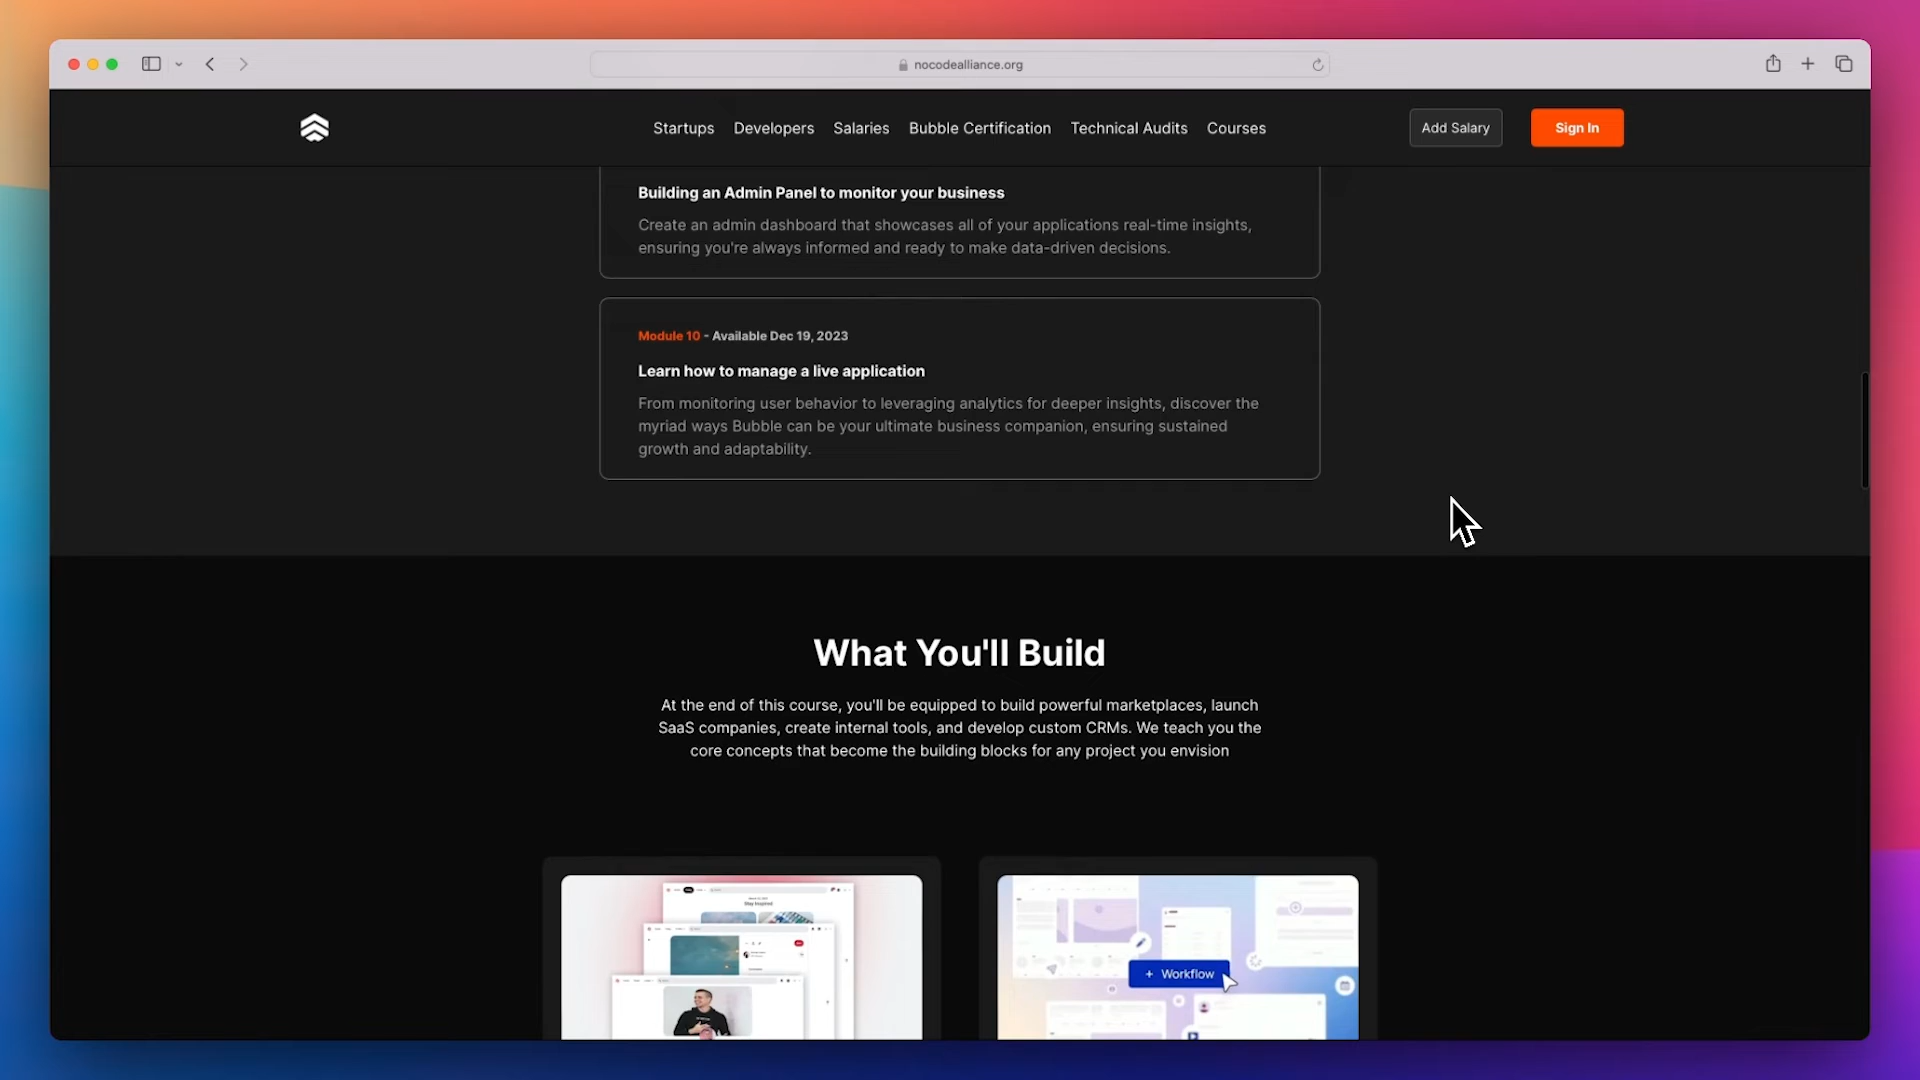 nocodealliance.org
Startups Developers Salaries Bubble Certification Technical Audits Courses Add Salary Sign In
Building an Admin Panel to monitor your business
Create an admin dashboard that showcases all of your applications real-time insights,
ensuring you're always informed and ready to make data-driven decisions.
Module 10 - Available Dec 19, 2023
Learn how to manage a live application
From monitoring user behavior to leveraging analytics for deeper insights, discover the
myriad ways Bubble can be your ultimate business companion, ensuring sustained
growth and adaptability.
What You'll Build
At the end of this course, you'll be equipped to build powerful marketplaces, launch
SaaS companies, create internal tools, and develop custom CRMs. We teach you the
core concepts that become the building blocks for any project you envision
Stay Inspired
+ Workflow